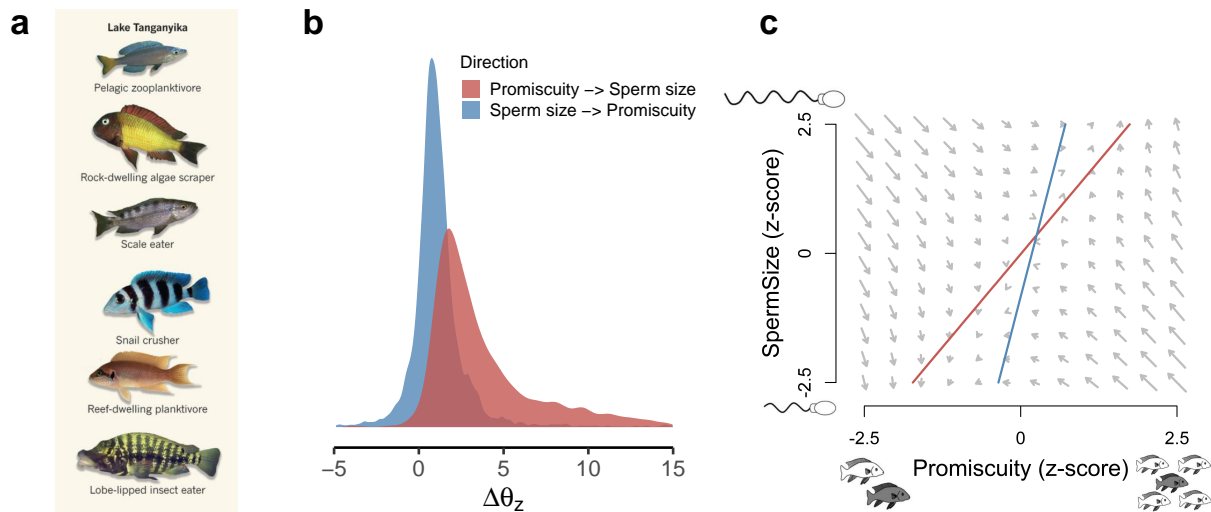 a
Lake Tanganyika
Pelagic zooplanktivore
Rock-dwelling algae scraper
Scale eater
Snail crusher
Reef-dwelling planktivore
Lobe-lipped insect eater
b
Direction
Promiscuity −> Sperm size
Sperm size −> Promiscuity
−5 0 5 10 15
Δθz
c
SpermSize (z-score)
2.5
0
-2.5
-2.5 0 2.5
Promiscuity (z-score)